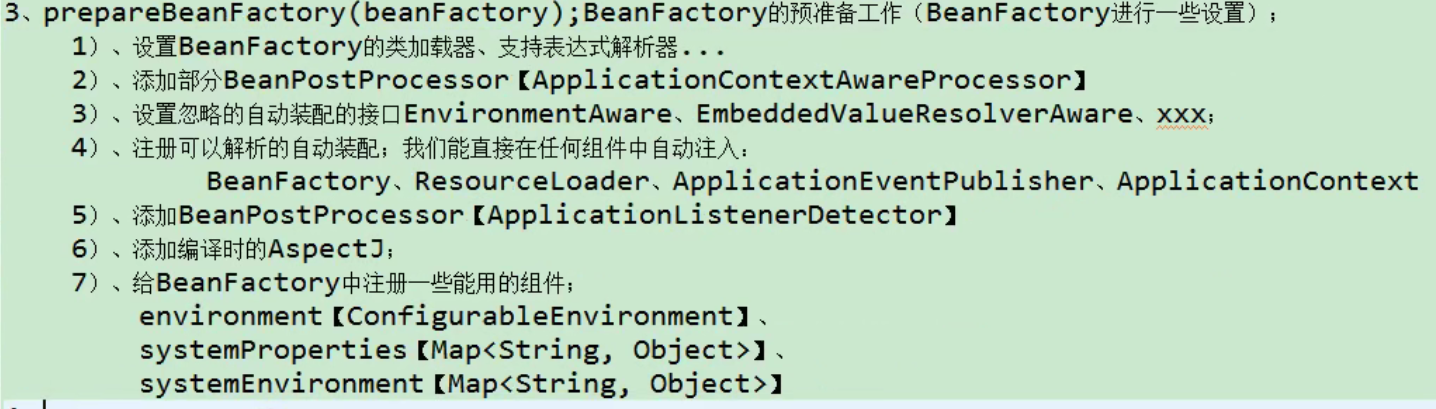 3、prepareBeanFactory(beanFactory);BeanFactory的预准备工作（BeanFactory进行一些设置）;
1）、设置BeanFactory的类加载器、支持表达式解析器...
2）、添加部分BeanPostProcessor【ApplicationContextAwareProcessor】
3）、设置忽略的自动装配的接口EnvironmentAware、EmbeddedValueResolverAware、xxx;
4）、注册可以解析的自动装配；我们能直接在任何组件中自动注入：
BeanFactory、ResourceLoader、ApplicationEventPublisher、ApplicationContext
5）、添加BeanPostProcessor【ApplicationListenerDetector】
6）、添加编译时的AspectJ;
7）、给BeanFactory中注册一些能用的组件;
environment【ConfigurableEnvironment】、
systemProperties【Map<String, Object>】、
systemEnvironment【Map<String, Object>】